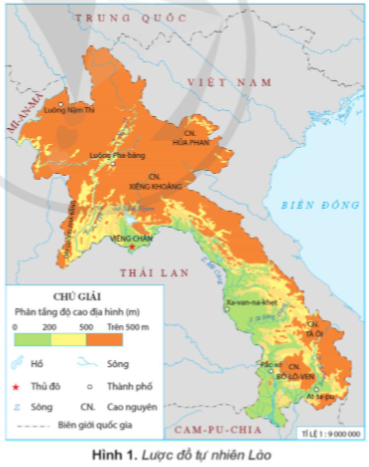 TRUNG QUỐC
VIỆT NAM
MI-AN-MA
Luông Nậm Thà
CN.
HỦA PHAN
Luông Pha-băng
CN.
XIÊNG KHOẢNG
BIỂN ĐÔNG
VIÊNG CHĂN
THÁI LAN
S. Mê Công
Xa-van-na-khẹt
CN.
TÀ ÔI
Pắc-xê
CN.
BÔ-LÔ-VEN
At-ta-pư
CAM-PU-CHIA
CHÚ GIẢI
Phân tầng độ cao địa hình (m)
0 200 500 Trên 500 m
Hồ Sông
Thủ đô Thành phố
Sông CN. Cao nguyên
Biên giới quốc gia
TỈ LỆ 1 : 9 000 000
Hình 1. Lược đồ tự nhiên Lào